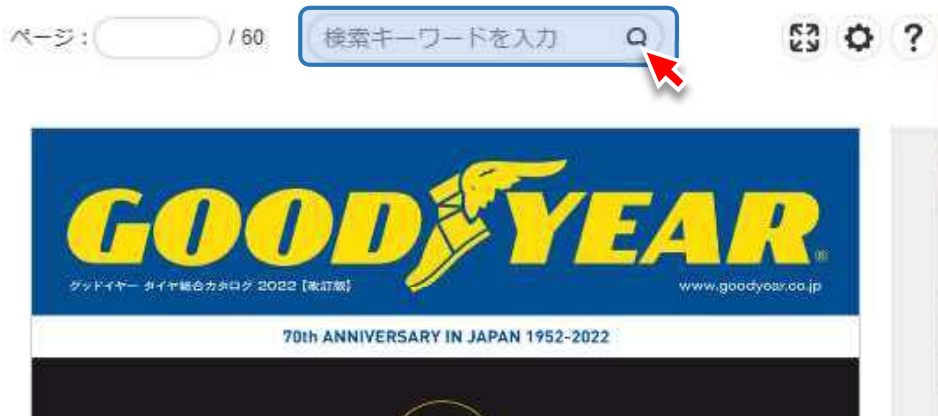 ページ : / 60 検索キーワードを入力 ?
GOODYEAR®
グッドイヤー タイヤ総合カタログ 2022【改訂版】 www.goodyear.co.jp
70th ANNIVERSARY IN JAPAN 1952-2022